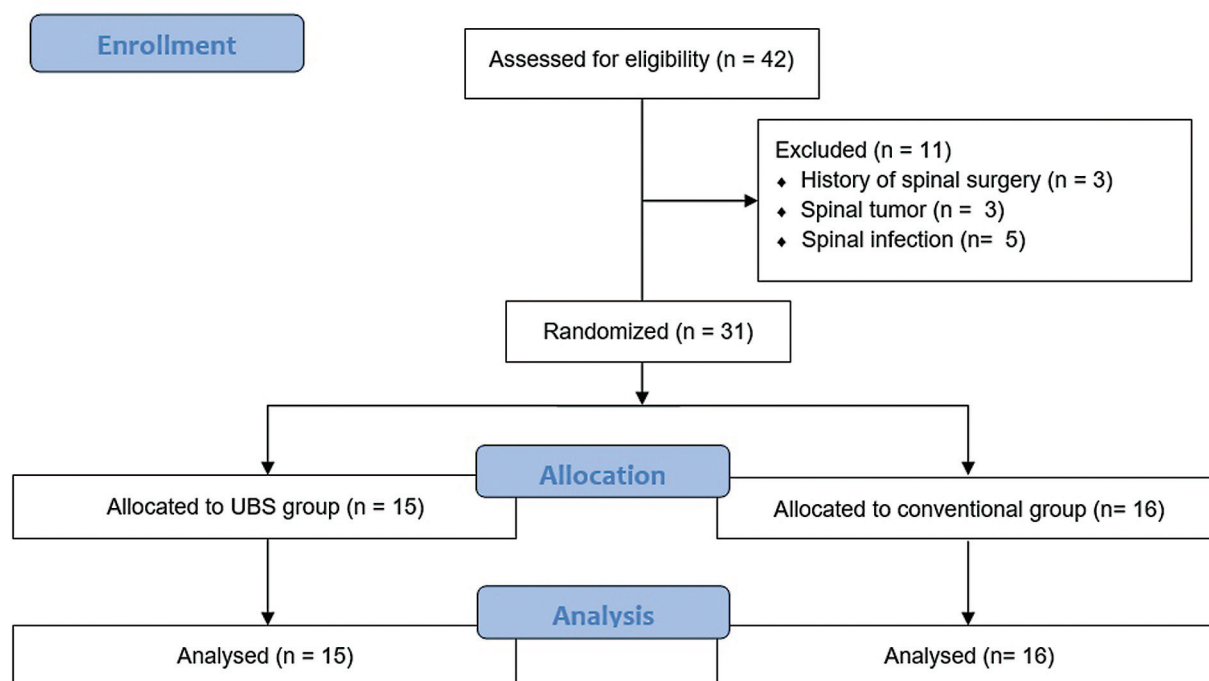 Enrollment
Assessed for eligibility (n = 42)
Excluded (n = 11)
⬧ History of spinal surgery (n = 3)
⬧ Spinal tumor (n =  3)
⬧ Spinal infection (n=  5)
Randomized (n = 31)
Allocation
Allocated to UBS group (n = 15)
Allocated to conventional group (n= 16)
Analysis
Analysed (n = 15)
Analysed (n= 16)